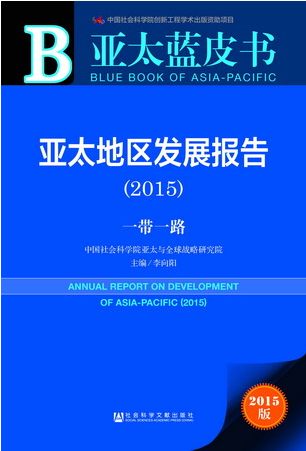 中国社会科学院创新工程学术出版资助项目
B 亚太蓝皮书
BLUE BOOK OF ASIA-PACIFIC
亚太地区发展报告
(2015)
一带一路
中国社会科学院亚太与全球战略研究院
主编/李向阳
ANNUAL REPORT ON DEVELOPMENT
OF ASIA-PACIFIC (2015)
2015
版
社会科学文献出版社
SOCIAL SCIENCES ACADEMIC PRESS (CHINA)